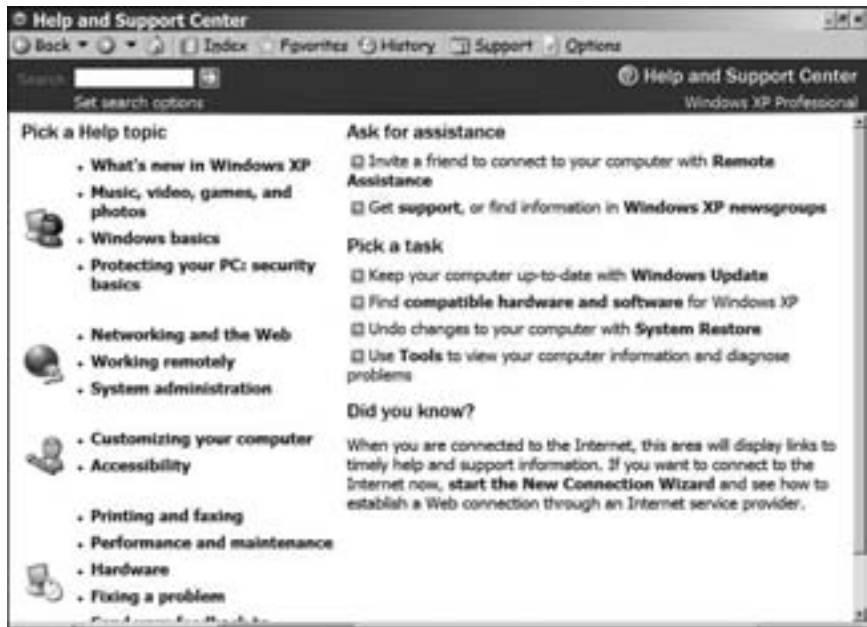 Help and Support Center
Back Index Favorites History Support Options
Search
Help and Support Center
Set search options
Windows XP Professional
Pick a Help topic
What's new in Windows XP
Music, video, games, and
photos
Windows basics
Protecting your PC: security
basics
Networking and the Web
Working remotely
System administration
Customizing your computer
Accessibility
Printing and faxing
Performance and maintenance
Hardware
Fixing a problem
Ask for assistance
Invite a friend to connect to your computer with Remote
Assistance
Get support, or find information in Windows XP newsgroups
Pick a task
Keep your computer up-to-date with Windows Update
Find compatible hardware and software for Windows XP
Undo changes to your computer with System Restore
Use Tools to view your computer information and diagnose
problems
Did you know?
When you are connected to the Internet, this area will display links to
timely help and support information. If you want to connect to the
Internet now, start the New Connection Wizard and see how to
establish a Web connection through an Internet service provider.